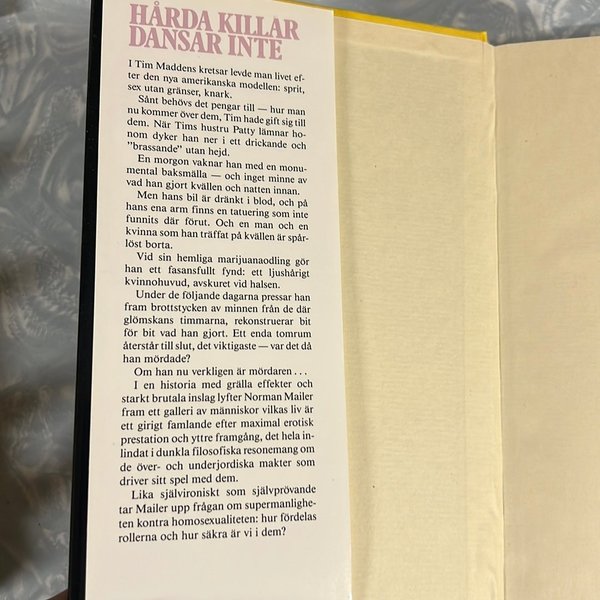 HÅRDA KILLAR
DANSAR INTE
I Tim Maddens kretsar levde man livet ef-
ter den nya amerikanska modellen: sprit,
sex utan gränser, knark.
Sånt behövs det pengar till — hur man
nu kommer över dem, Tim hade gift sig till
dem. När Tims hustru Patty lämnar ho-
nom dyker han ner i ett drickande och
"brassande" utan hejd.
En morgon vaknar han med en monu-
mental baksmälla — och inget minne av
vad han gjort kvällen och natten innan.
Men hans bil är dränkt i blod, och på
hans ena arm finns en tatuering som inte
funnits där förut. Och en man och en
kvinna som han träffat på kvällen är spår-
löst borta.
Vid sin hemliga marijuanaodling gör
han ett fasansfullt fynd: ett ljushårigt
kvinnohuvud, avskuret vid halsen.
Under de följande dagarna pressar han
fram brottstycken av minnen från de där
glömskans timmarna, rekonstruerar bit
för bit vad han gjort. Ett enda tomrum
återstår till slut, det viktigaste — var det då
han mördade?
Om han nu verkligen är mördaren . . .
I en historia med grälla effekter och
starkt brutala inslag lyfter Norman Mailer
fram ett galleri av människor vilkas liv är
ett girigt famlande efter maximal erotisk
prestation och yttre framgång, det hela in-
lindat i dunkla filosofiska resonemang om
de över- och underjordiska makter som
driver sitt spel med dem.
Lika självironiskt som självprövande
tar Mailer upp frågan om supermanlighe-
ten kontra homosexualiteten: hur fördelas
rollerna och hur säkra är vi i dem?